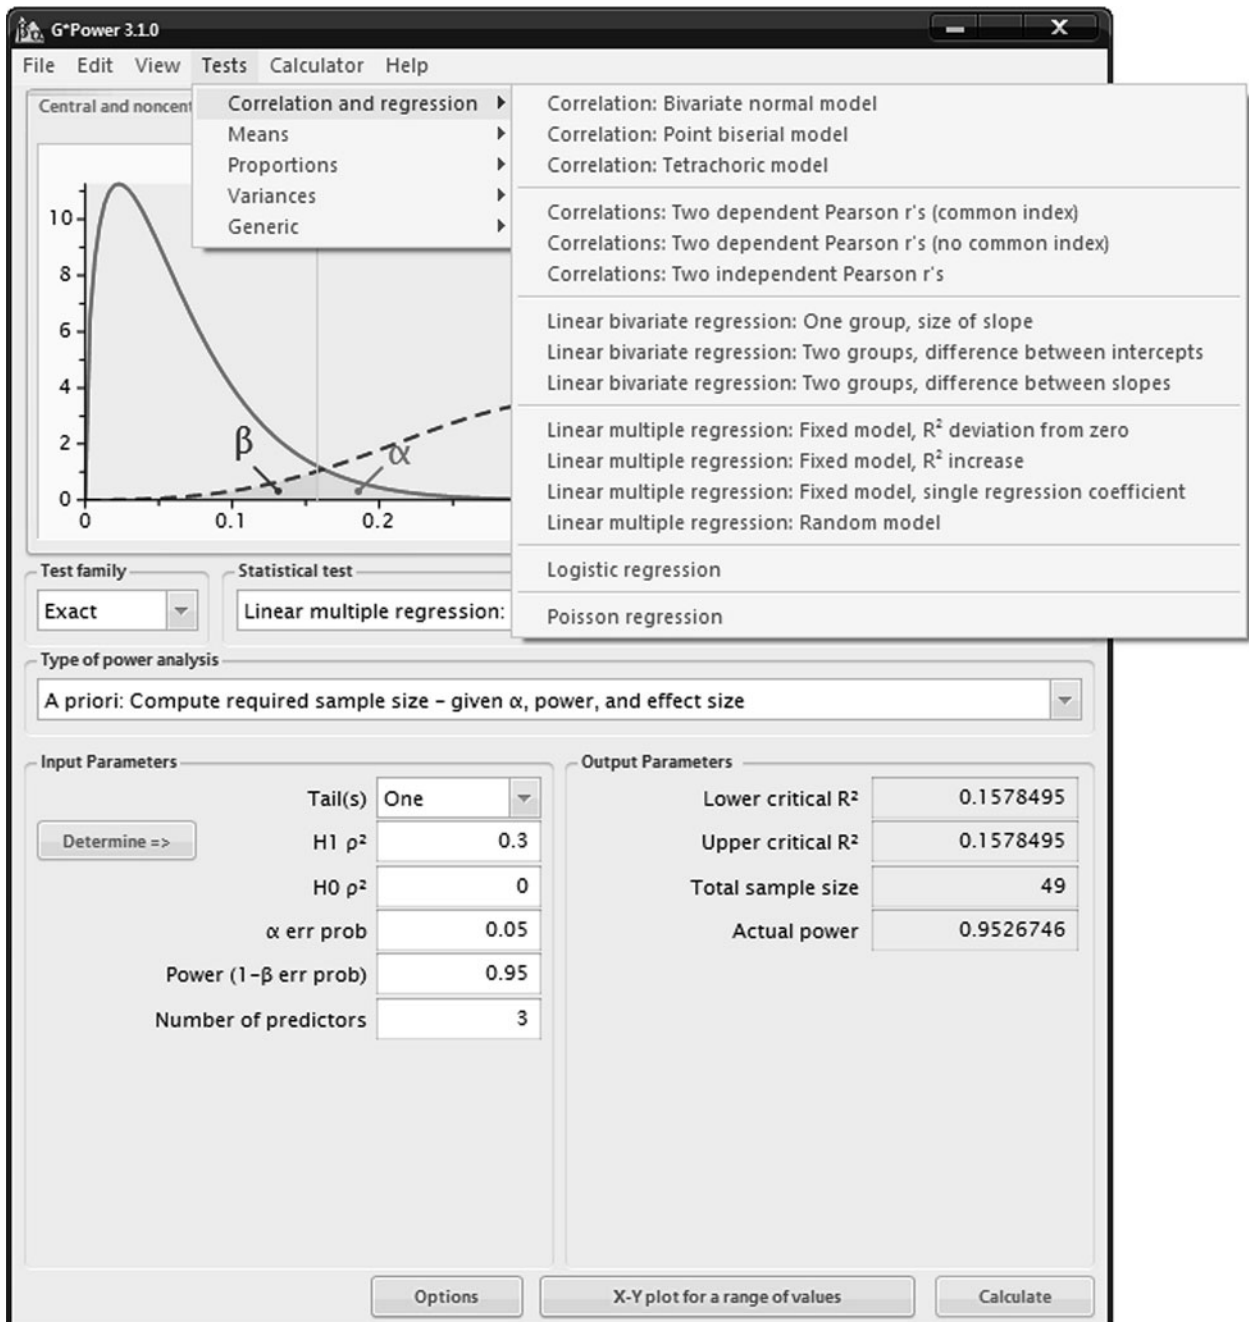 G*Power 3.1.0
File Edit View Tests Calculator Help
Central and noncent
Correlation and regression
Means
Proportions
Variances
Generic
Correlation: Bivariate normal model
Correlation: Point biserial model
Correlation: Tetrachoric model
Correlations: Two dependent Pearson r's (common index)
Correlations: Two dependent Pearson r's (no common index)
Correlations: Two independent Pearson r's
Linear bivariate regression: One group, size of slope
Linear bivariate regression: Two groups, difference between intercepts
Linear bivariate regression: Two groups, difference between slopes
Linear multiple regression: Fixed model, R² deviation from zero
Linear multiple regression: Fixed model, R² increase
Linear multiple regression: Fixed model, single regression coefficient
Linear multiple regression: Random model
Logistic regression
Poisson regression
10
8
6
4
2
0
β
α
0 0.1 0.2
Test family
Exact
Statistical test
Linear multiple regression:
Type of power analysis
A priori: Compute required sample size – given α, power, and effect size
Input Parameters
Tail(s) One
Determine =>
H1 ρ² 0.3
H0 ρ² 0
α err prob 0.05
Power (1-β err prob) 0.95
Number of predictors 3
Output Parameters
Lower critical R² 0.1578495
Upper critical R² 0.1578495
Total sample size 49
Actual power 0.9526746
Options
X-Y plot for a range of values
Calculate